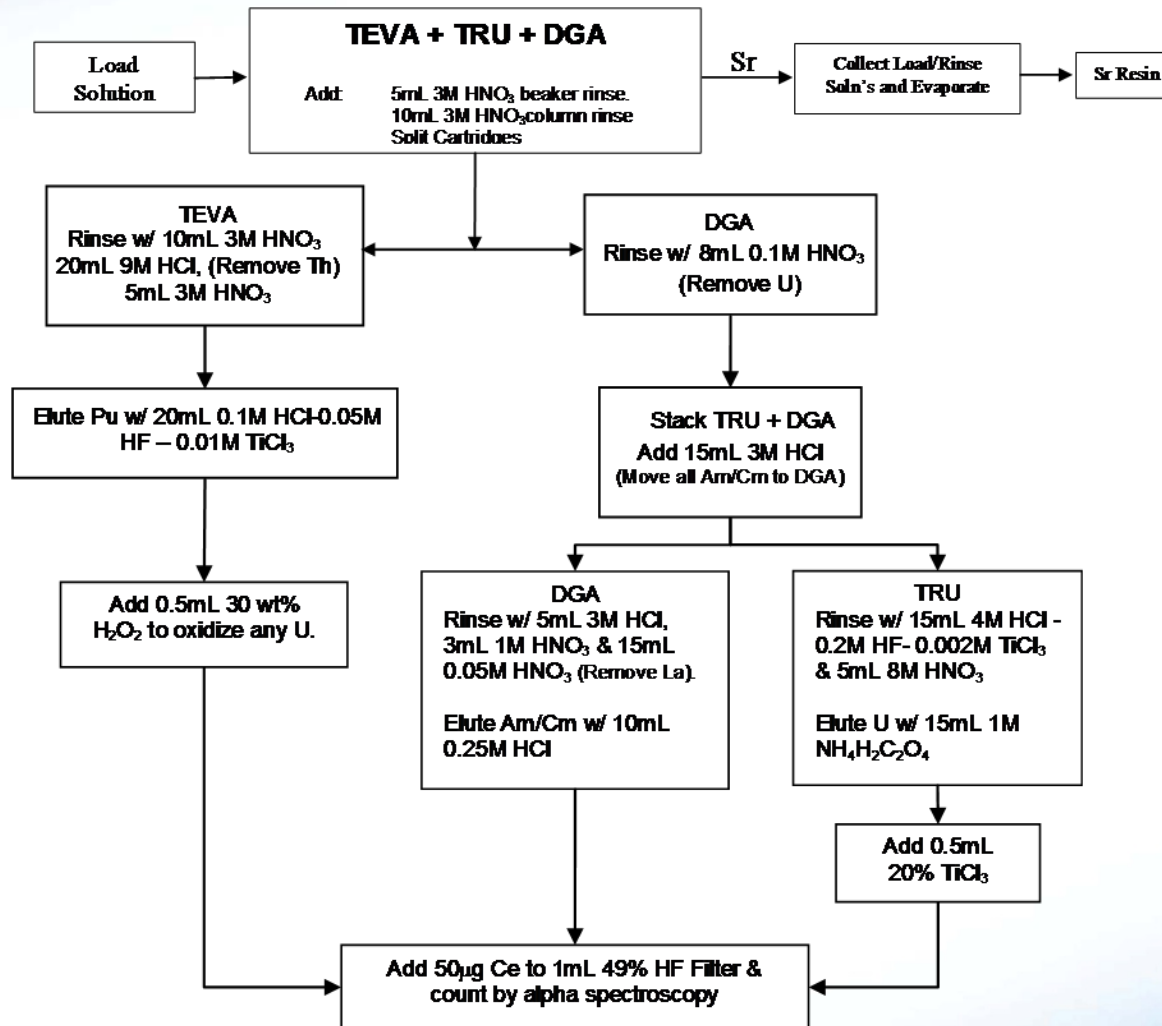 Load
Solution
TEVA + TRU + DGA
Add: 5mL 3M HNO₃ beaker rinse.
10mL 3M HNO₃column rinse
Split Cartridges
Sr
Collect Load/Rinse
Soln's and Evaporate
Sr Resin
TEVA
Rinse w/ 10mL 3M HNO₃
20mL 9M HCl, (Remove Th)
5mL 3M HNO₃
DGA
Rinse w/ 8mL 0.1M HNO₃
(Remove U)
Elute Pu w/ 20mL 0.1M HCl-0.05M
HF – 0.01M TiCl₃
Stack TRU + DGA
Add 15mL 3M HCl
(Move all Am/Cm to DGA)
Add 0.5mL 30 wt%
H₂O₂ to oxidize any U.
DGA
Rinse w/ 5mL 3M HCl,
3mL 1M HNO₃ & 15mL
0.05M HNO₃ (Remove La).
Elute Am/Cm w/ 10mL
0.25M HCl
TRU
Rinse w/ 15mL 4M HCl -
0.2M HF- 0.002M TiCl₃
& 5mL 8M HNO₃
Elute U w/ 15mL 1M
NH₄H₂C₂O₄
Add 0.5mL
20% TiCl₃
Add 50μg Ce to 1mL 49% HF Filter &
count by alpha spectroscopy